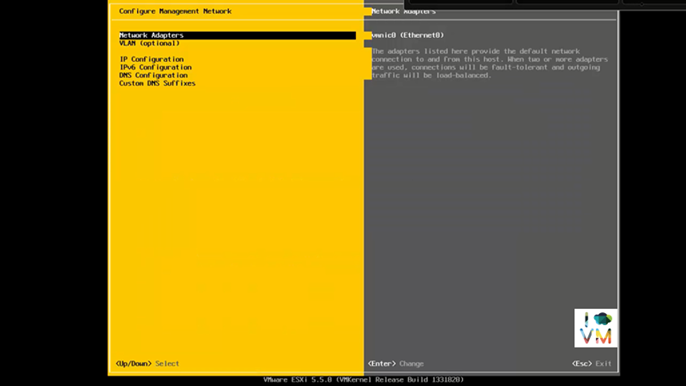 Configure Management Network
Network Adapters
Network Adapters
VLAN (optional)
IP Configuration
IPv6 Configuration
DNS Configuration
Custom DNS Suffixes
vmnic0 (Ethernet0)
The adapters listed here provide the default network
connection to and from this host. When two or more adapters
are used, connections will be fault-tolerant and outgoing
traffic will be load-balanced.
I
VM
<Up/Down> Select
<Enter> Change
<Esc> Exit
VMware ESXi 5.5.0 (VMKernel Release Build 1331820)